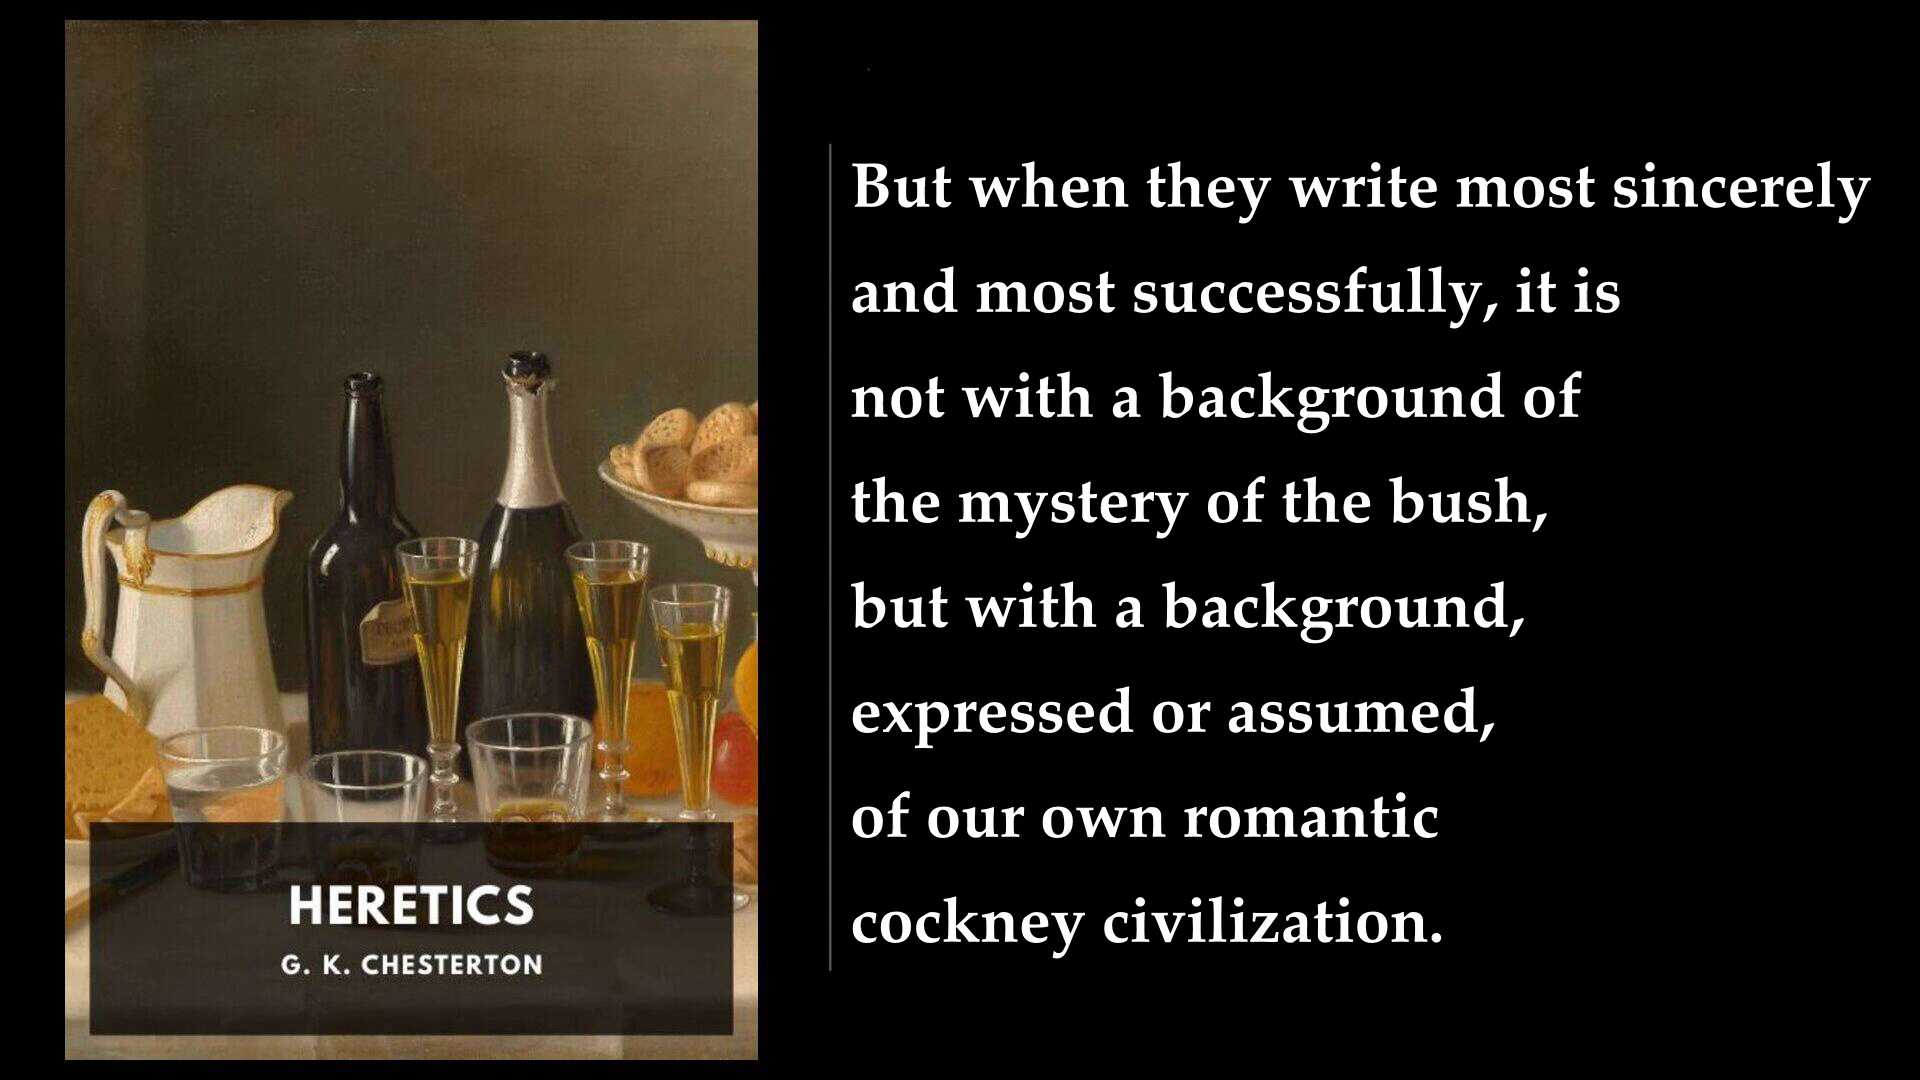 But when they write most sincerely
and most successfully, it is
not with a background of
the mystery of the bush,
but with a background,
expressed or assumed,
of our own romantic
cockney civilization.
HERETICS
G. K. CHESTERTON